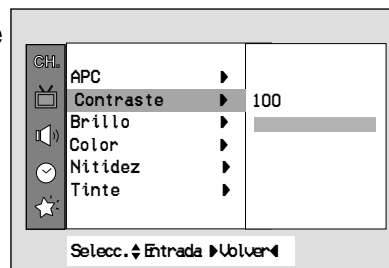 e
CH.
APC ▶
Contraste ▶ 100
Brillo ▶
Color ▶
Nitidez ▶
Tinte ▶
Selecc.▲▼ Entrada ▶ Volver◀